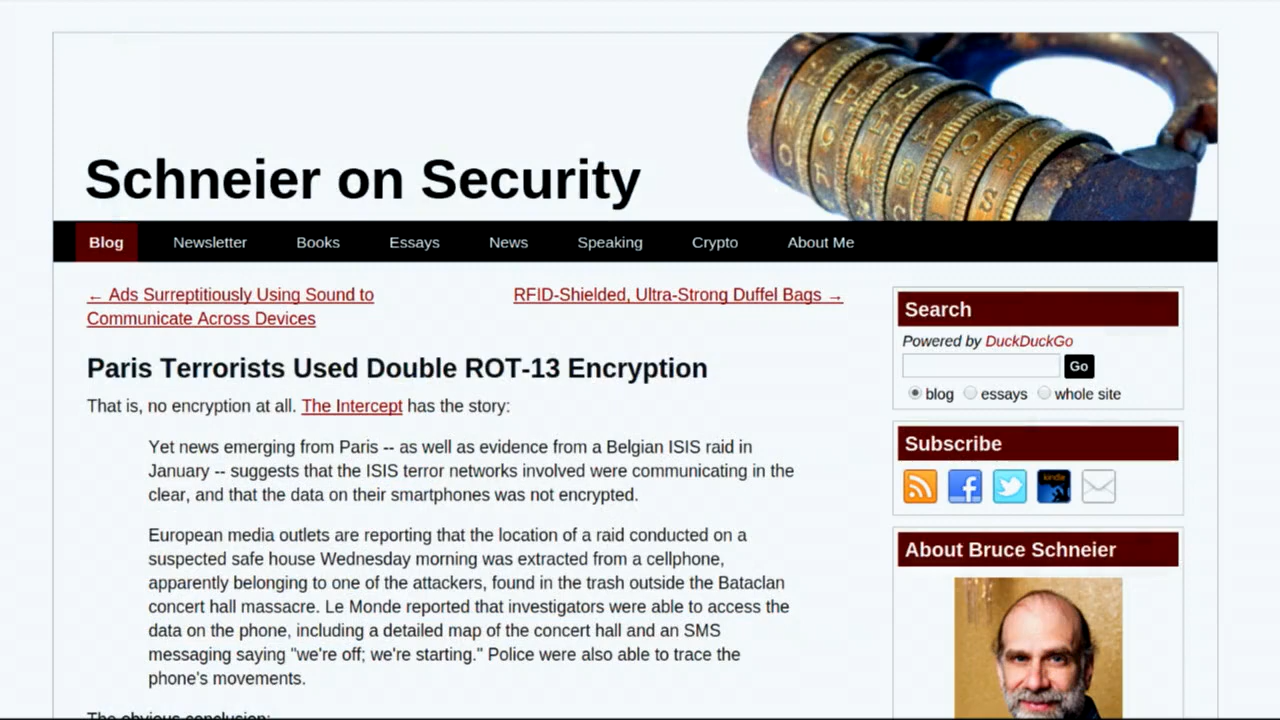 Schneier on Security
Blog
Newsletter
Books
Essays
News
Speaking
Crypto
About Me
← Ads Surreptitiously Using Sound to
Communicate Across Devices
RFID-Shielded, Ultra-Strong Duffel Bags →
Paris Terrorists Used Double ROT-13 Encryption
That is, no encryption at all. The Intercept has the story:
Yet news emerging from Paris -- as well as evidence from a Belgian ISIS raid in
January -- suggests that the ISIS terror networks involved were communicating in the
clear, and that the data on their smartphones was not encrypted.
European media outlets are reporting that the location of a raid conducted on a
suspected safe house Wednesday morning was extracted from a cellphone,
apparently belonging to one of the attackers, found in the trash outside the Bataclan
concert hall massacre. Le Monde reported that investigators were able to access the
data on the phone, including a detailed map of the concert hall and an SMS
messaging saying "we're off; we're starting." Police were also able to trace the
phone's movements.
The obvious conclusion:
Search
Powered by DuckDuckGo
Go
blog essays whole site
Subscribe
kindle
About Bruce Schneier